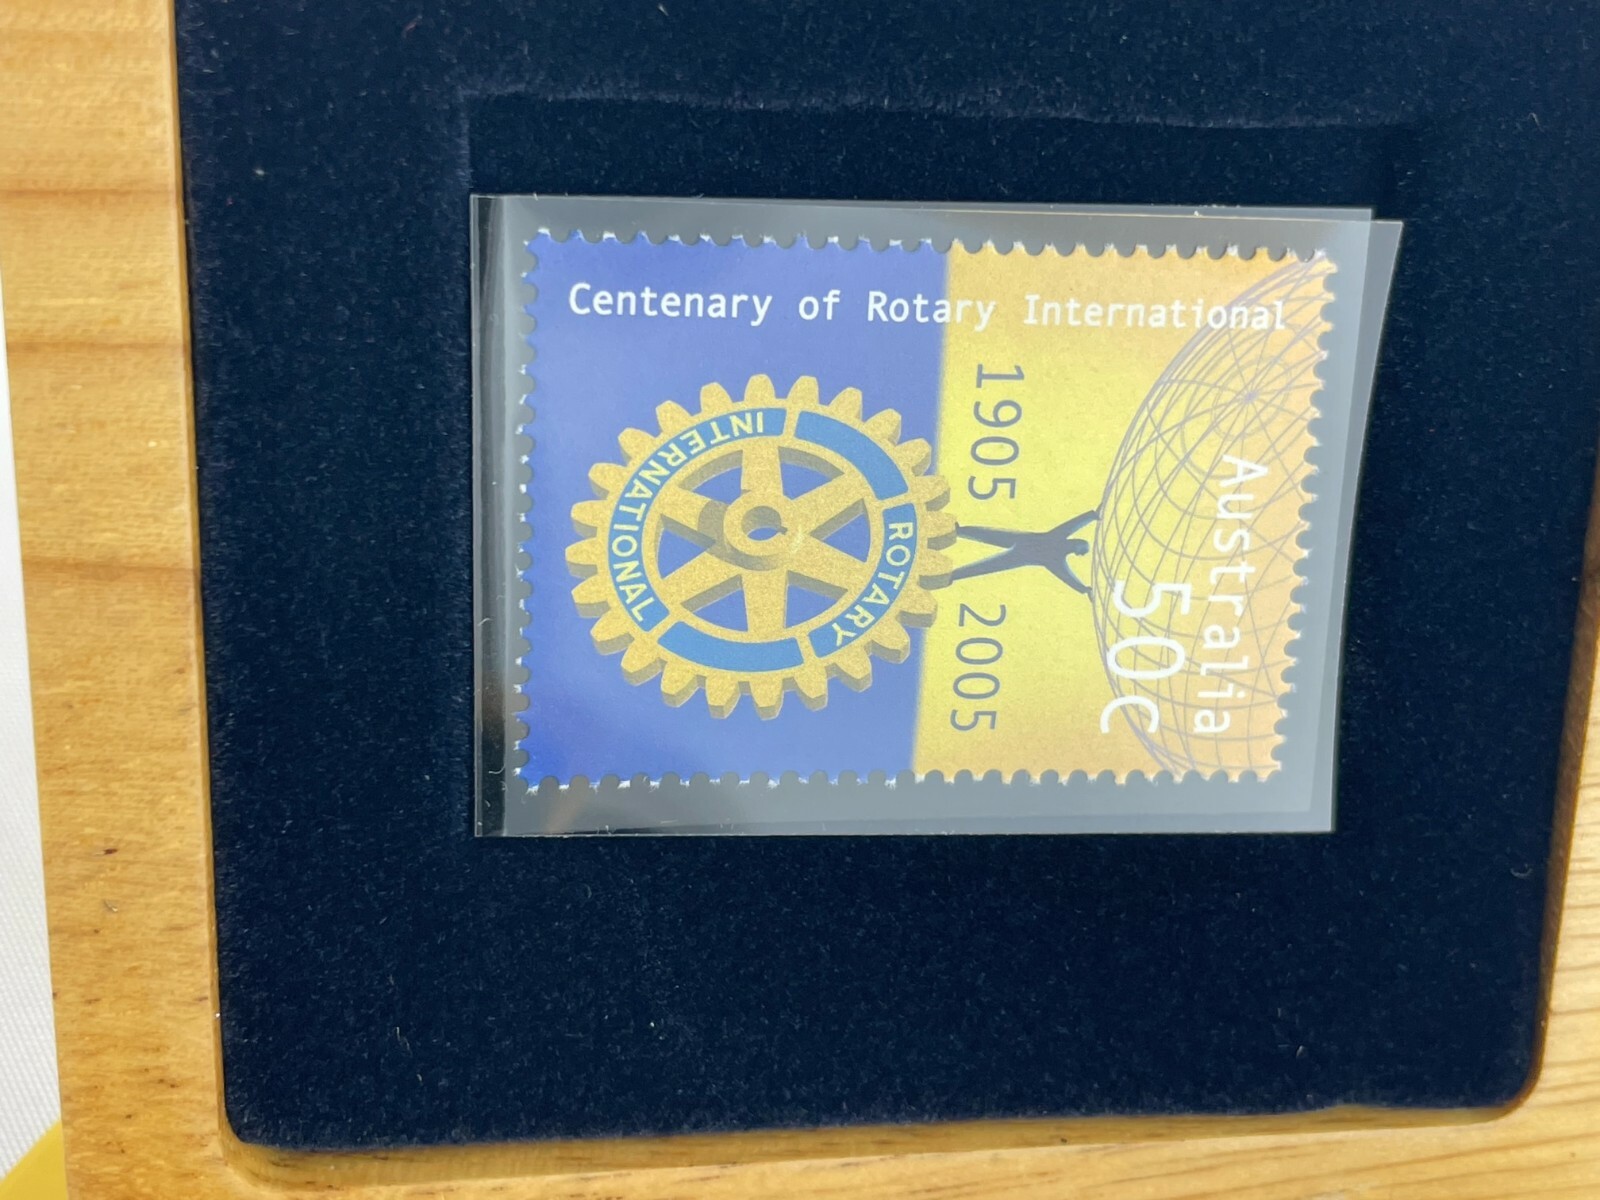 Centenary of Rotary International
1905 2005
Australia
50c
ROTARY
INTERNATIONAL